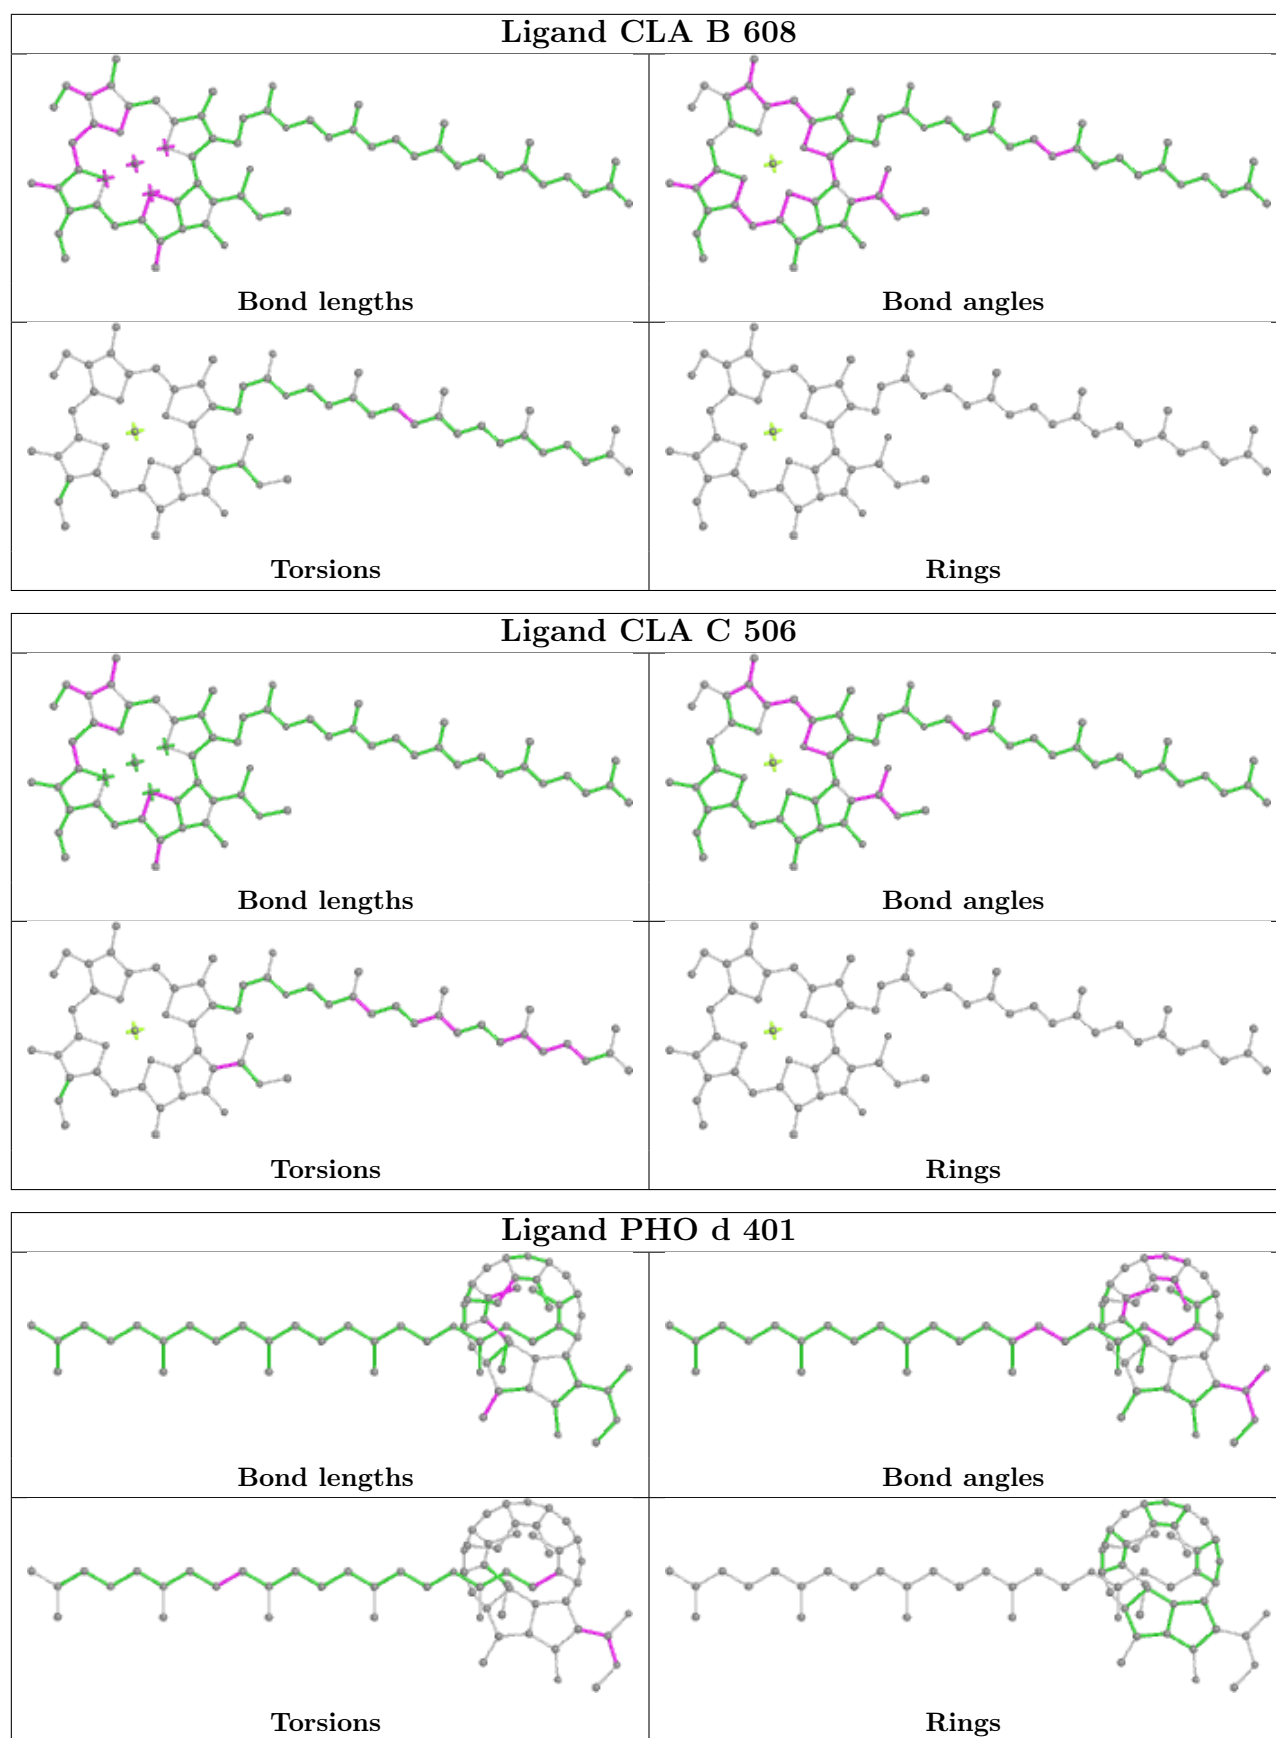 Ligand CLA B 608
Bond lengths
Bond angles
Torsions
Rings
Ligand CLA C 506
Bond lengths
Bond angles
Torsions
Rings
Ligand PHO d 401
Bond lengths
Bond angles
Torsions
Rings